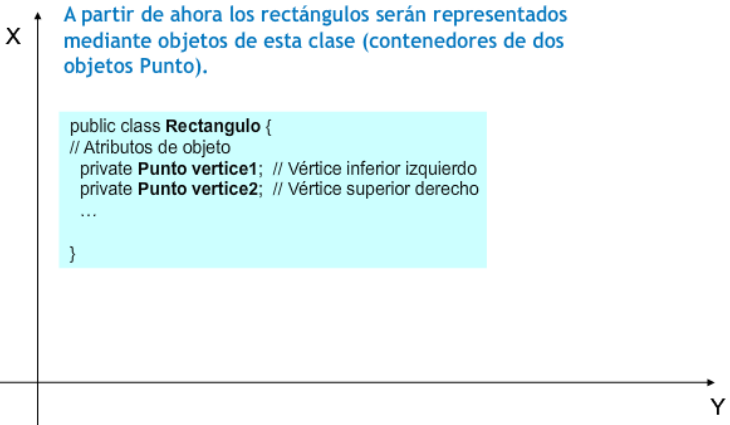 X
A partir de ahora los rectángulos serán representados
mediante objetos de esta clase (contenedores de dos
objetos Punto).
public class Rectangulo {
// Atributos de objeto
private Punto vertice1; // Vértice inferior izquierdo
private Punto vertice2; // Vértice superior derecho
…
}
Y